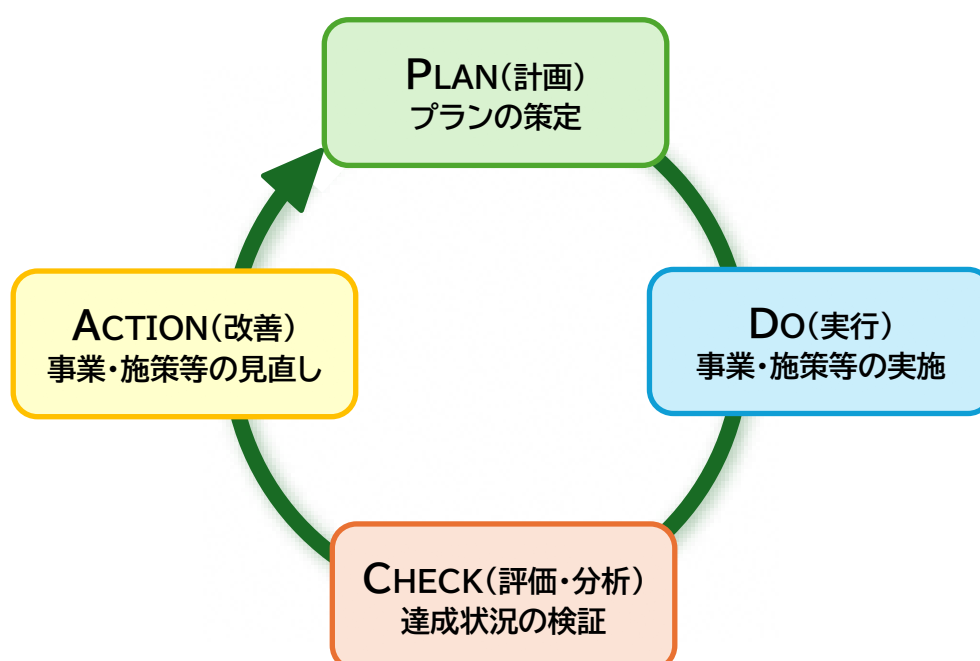 PLAN(計画)
プランの策定
DO(実行)
事業・施策等の実施
CHECK(評価・分析)
達成状況の検証
ACTION(改善)
事業・施策等の見直し